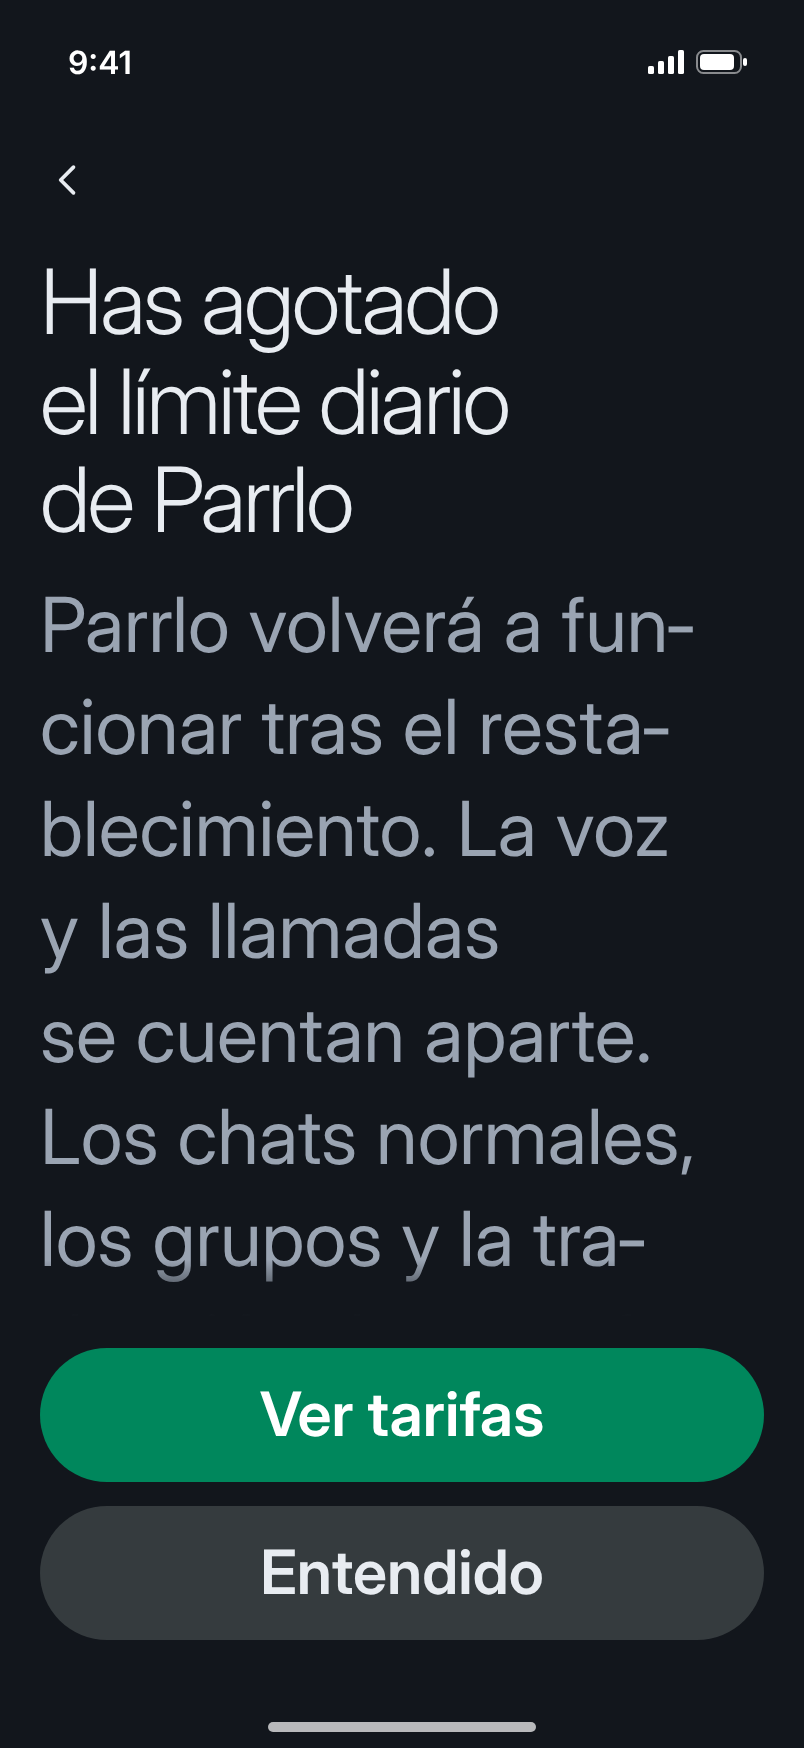 9:41
Has agotado
el límite diario
de Parrlo
Parrlo volverá a fun-
cionar tras el resta-
blecimiento. La voz
y las llamadas
se cuentan aparte.
Los chats normales,
los grupos y la tra-
Ver tarifas
Entendido